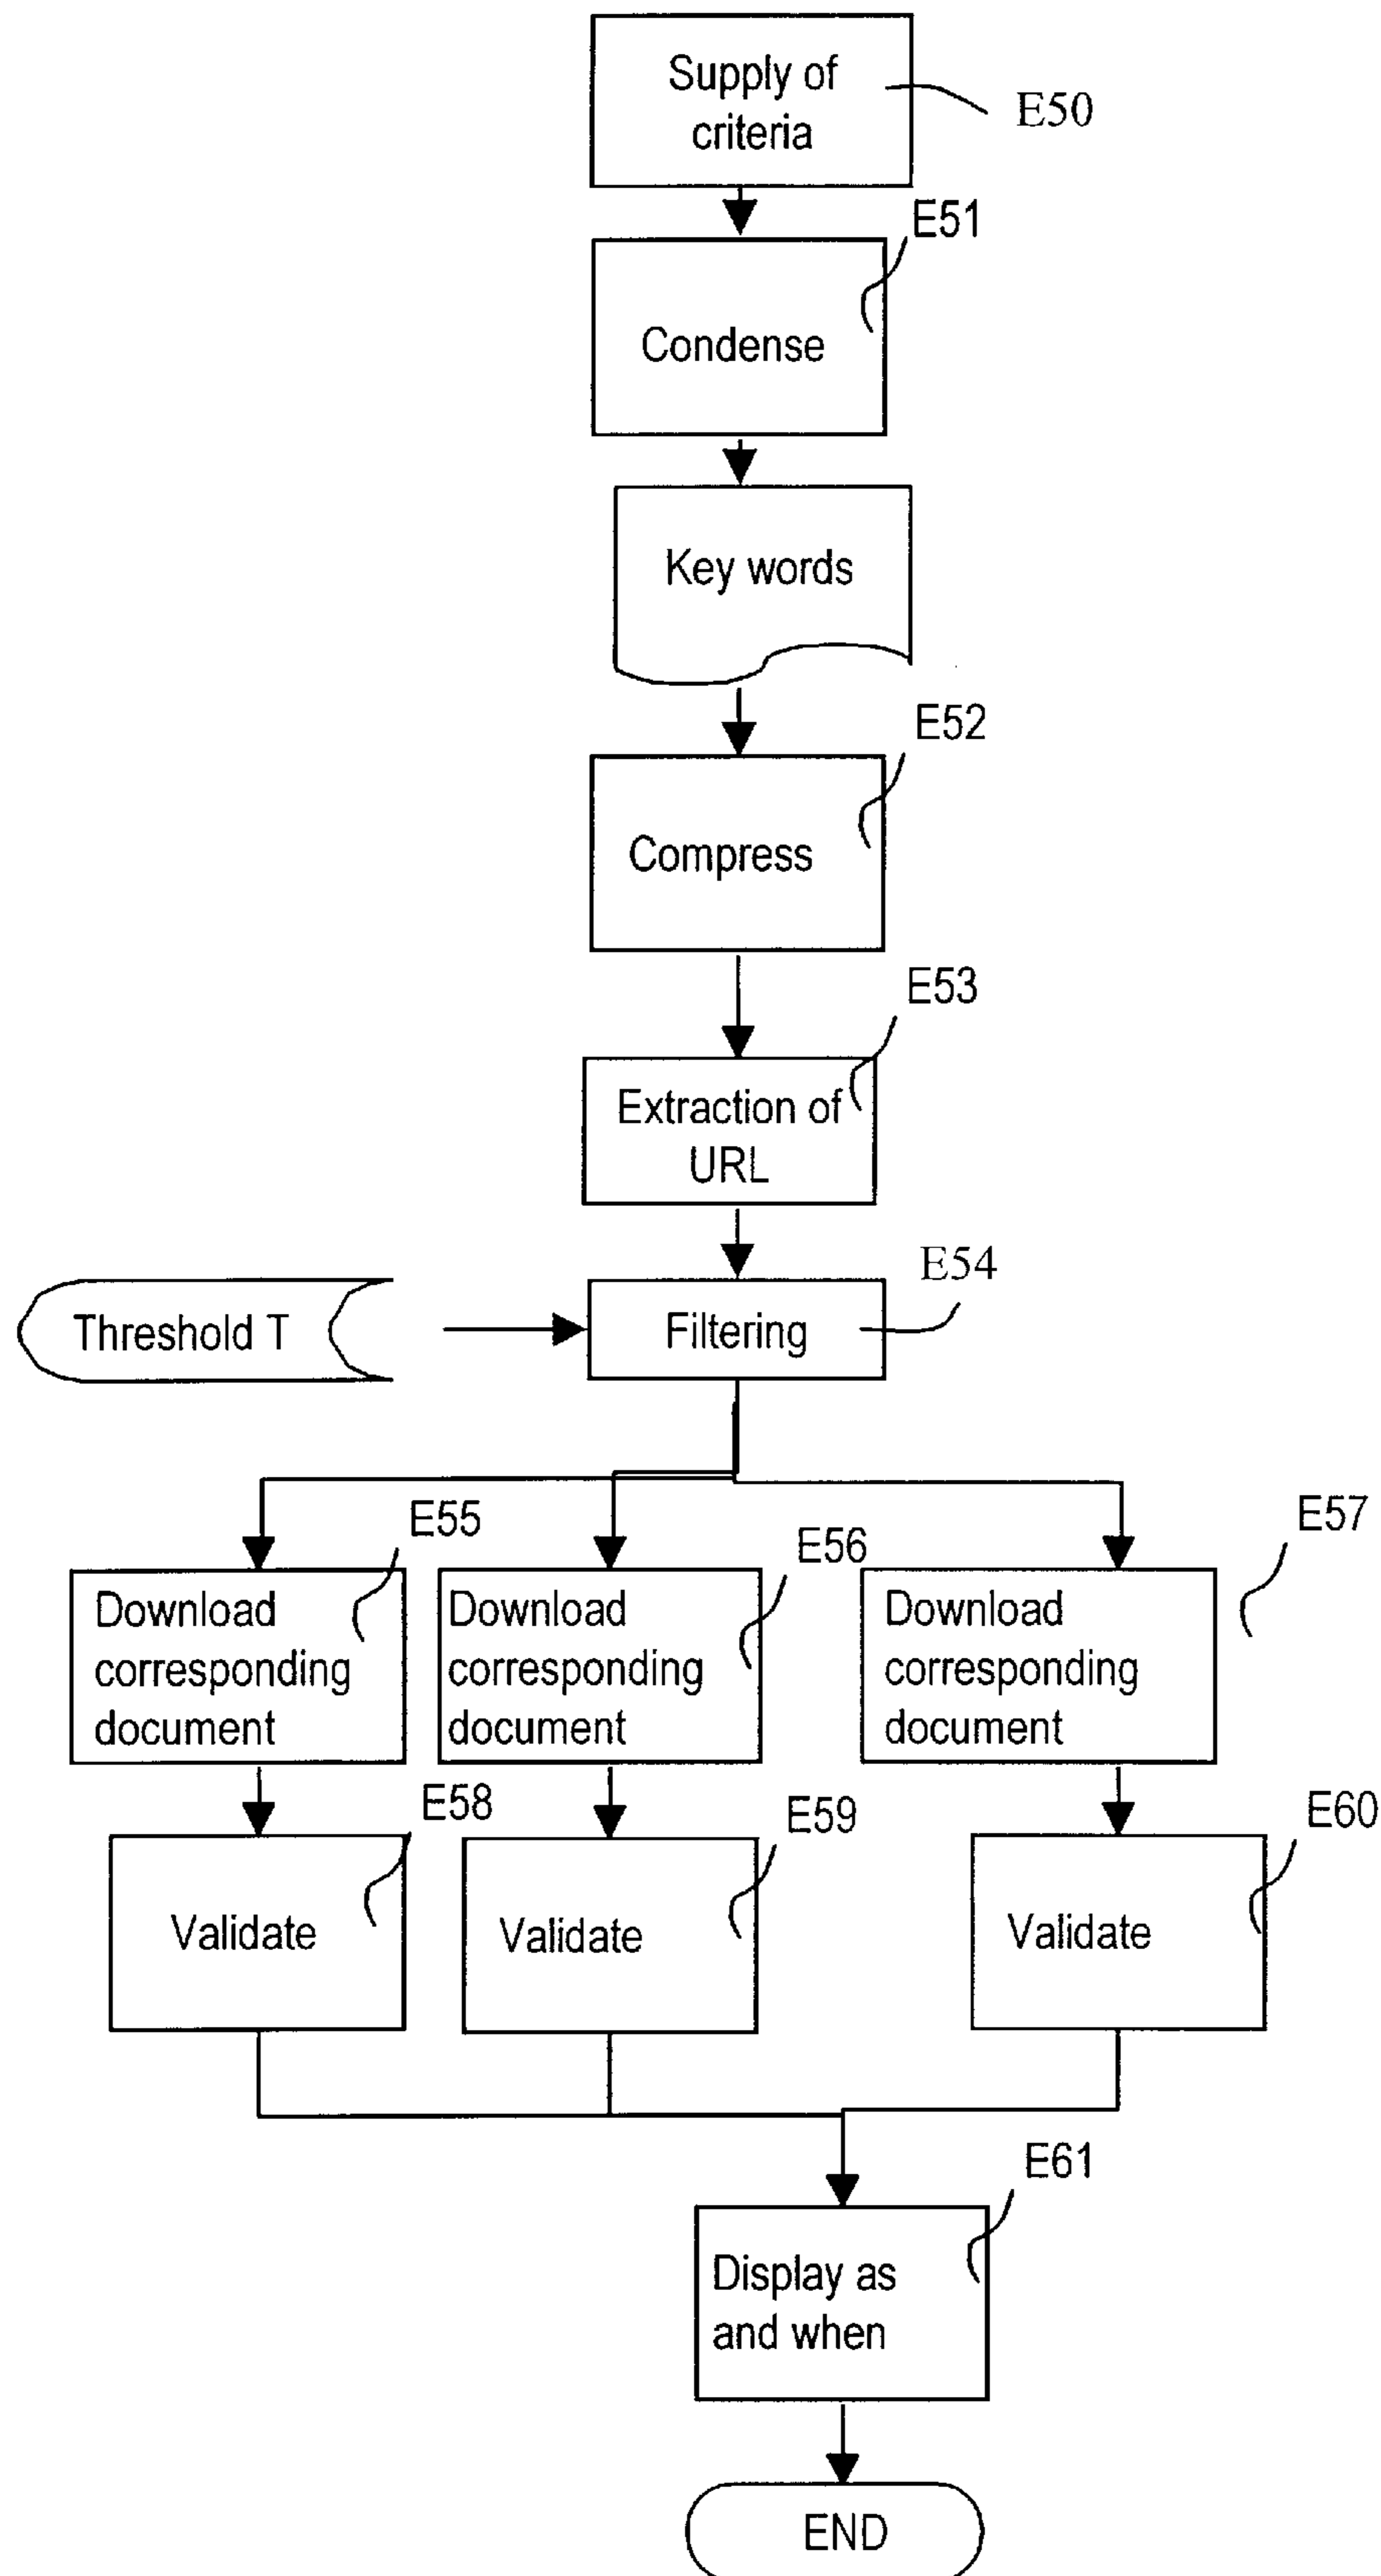 Supply of
criteria
E50
E51
Condense
Key words
E52
Compress
E53
Extraction of
URL
E54
Threshold T
Filtering
E55
E56
E57
Download
corresponding
document
Download
corresponding
document
Download
corresponding
document
E58
E59
E60
Validate
Validate
Validate
E61
Display as
and when
END